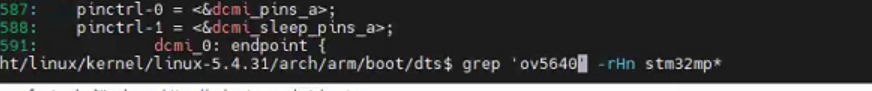 587: pinctrl-0 = <&dcmi_pins_a>;
588: pinctrl-1 = <&dcmi_sleep_pins_a>;
591: dcmi_0: endpoint {
ht/linux/kernel/linux-5.4.31/arch/arm/boot/dts$ grep 'ov5640' -rHn stm32mp*